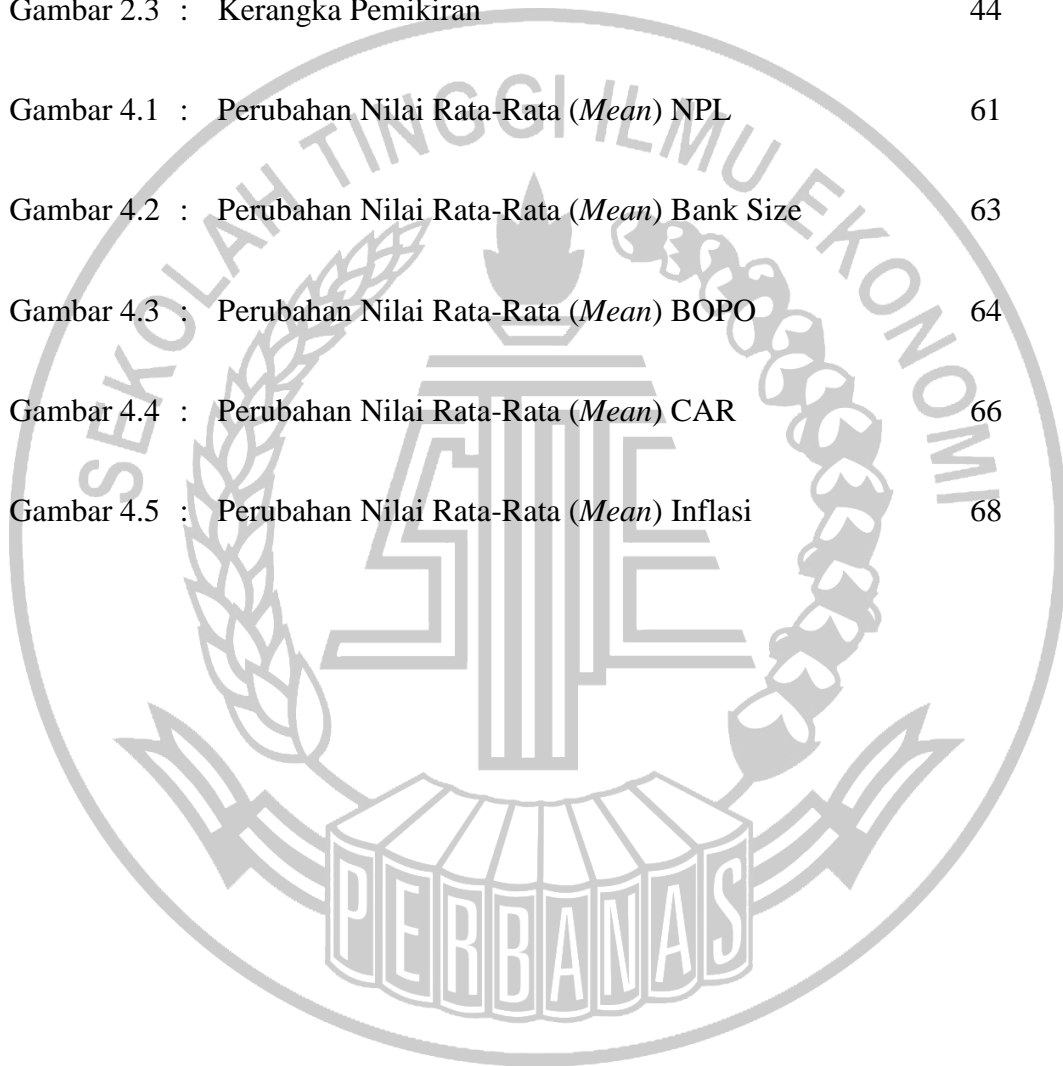 Gambar 2.3 : Kerangka Pemikiran 44
Gambar 4.1 : Perubahan Nilai Rata-Rata (Mean) NPL 61
Gambar 4.2 : Perubahan Nilai Rata-Rata (Mean) Bank Size 63
Gambar 4.3 : Perubahan Nilai Rata-Rata (Mean) BOPO 64
Gambar 4.4 : Perubahan Nilai Rata-Rata (Mean) CAR 66
Gambar 4.5 : Perubahan Nilai Rata-Rata (Mean) Inflasi 68
SEKOLAH TINGGI ILMU EKONOMI
STIE
PERBANAS